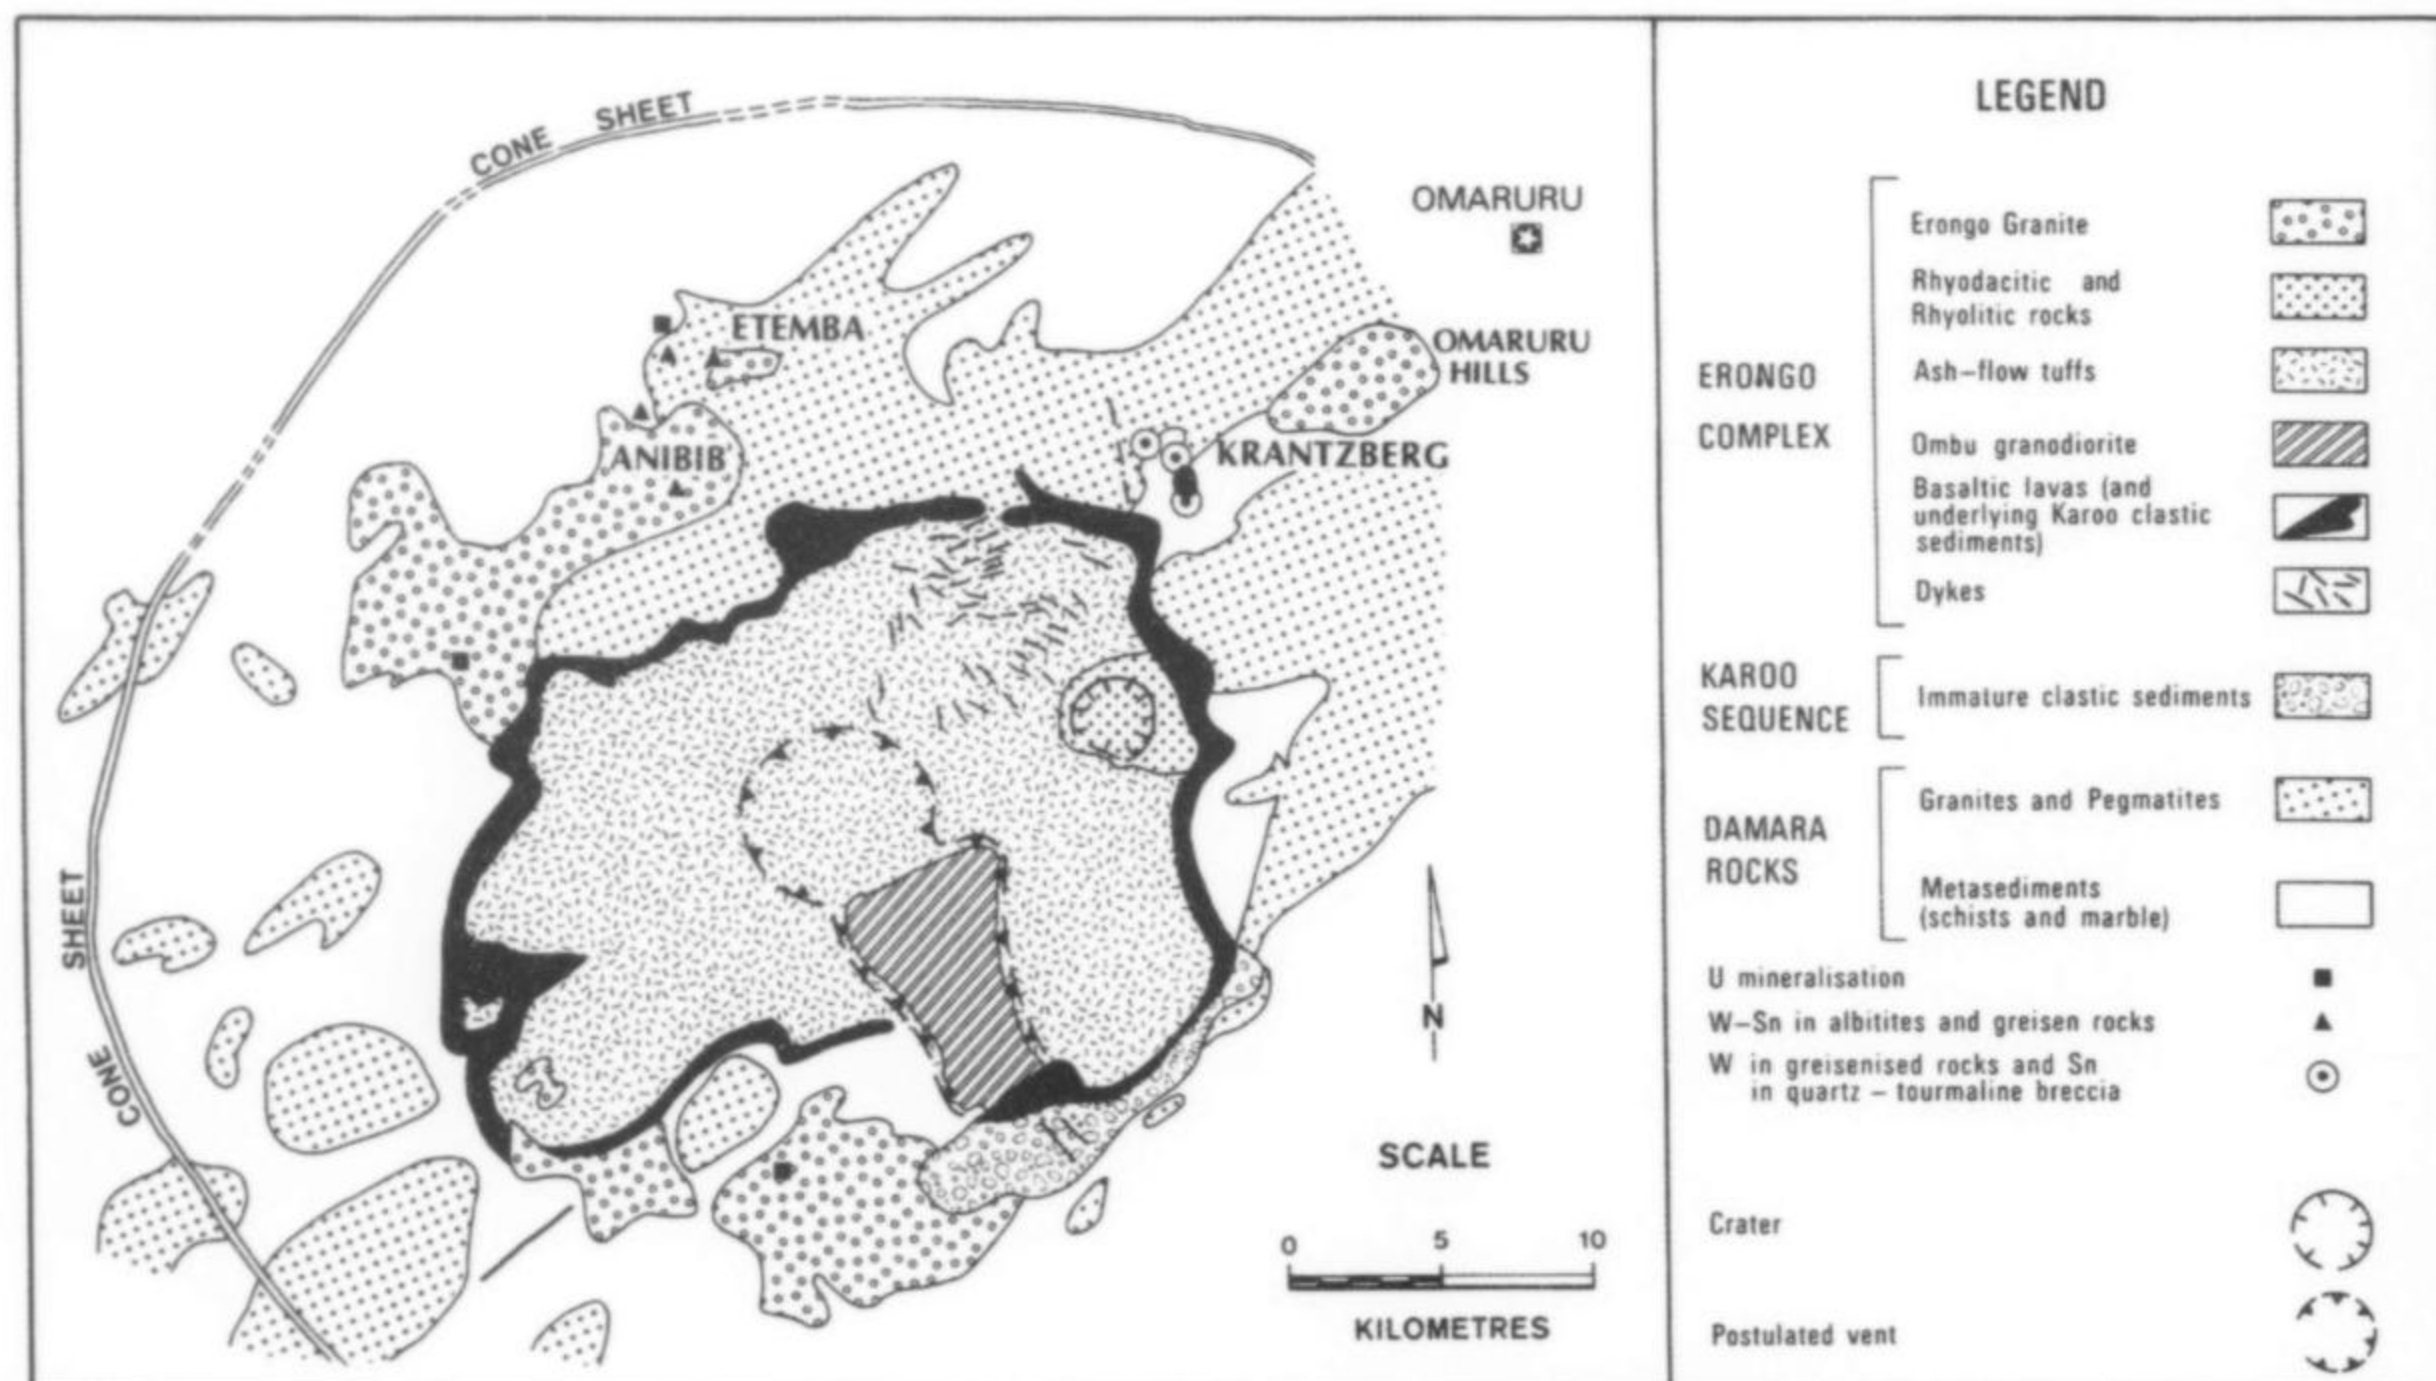 CONE SHEET
OMARURU
ETEMBA
OMARURU
HILLS
ANIBIB
KRANTZBERG
SHEET
CONE
N
SCALE
0 5 10
KILOMETRES
LEGEND
ERONGO
COMPLEX
Erongo Granite
Rhyodacitic and
Rhyolitic rocks
Ash-flow tuffs
Ombu granodiorite
Basaltic lavas (and
underlying Karoo clastic
sediments)
Dykes
KAROO
SEQUENCE
Immature clastic sediments
DAMARA
ROCKS
Granites and Pegmatites
Metasediments
(schists and marble)
U mineralisation
W-Sn in albitites and greisen rocks
W in greisenised rocks and Sn
in quartz - tourmaline breccia
Crater
Postulated vent